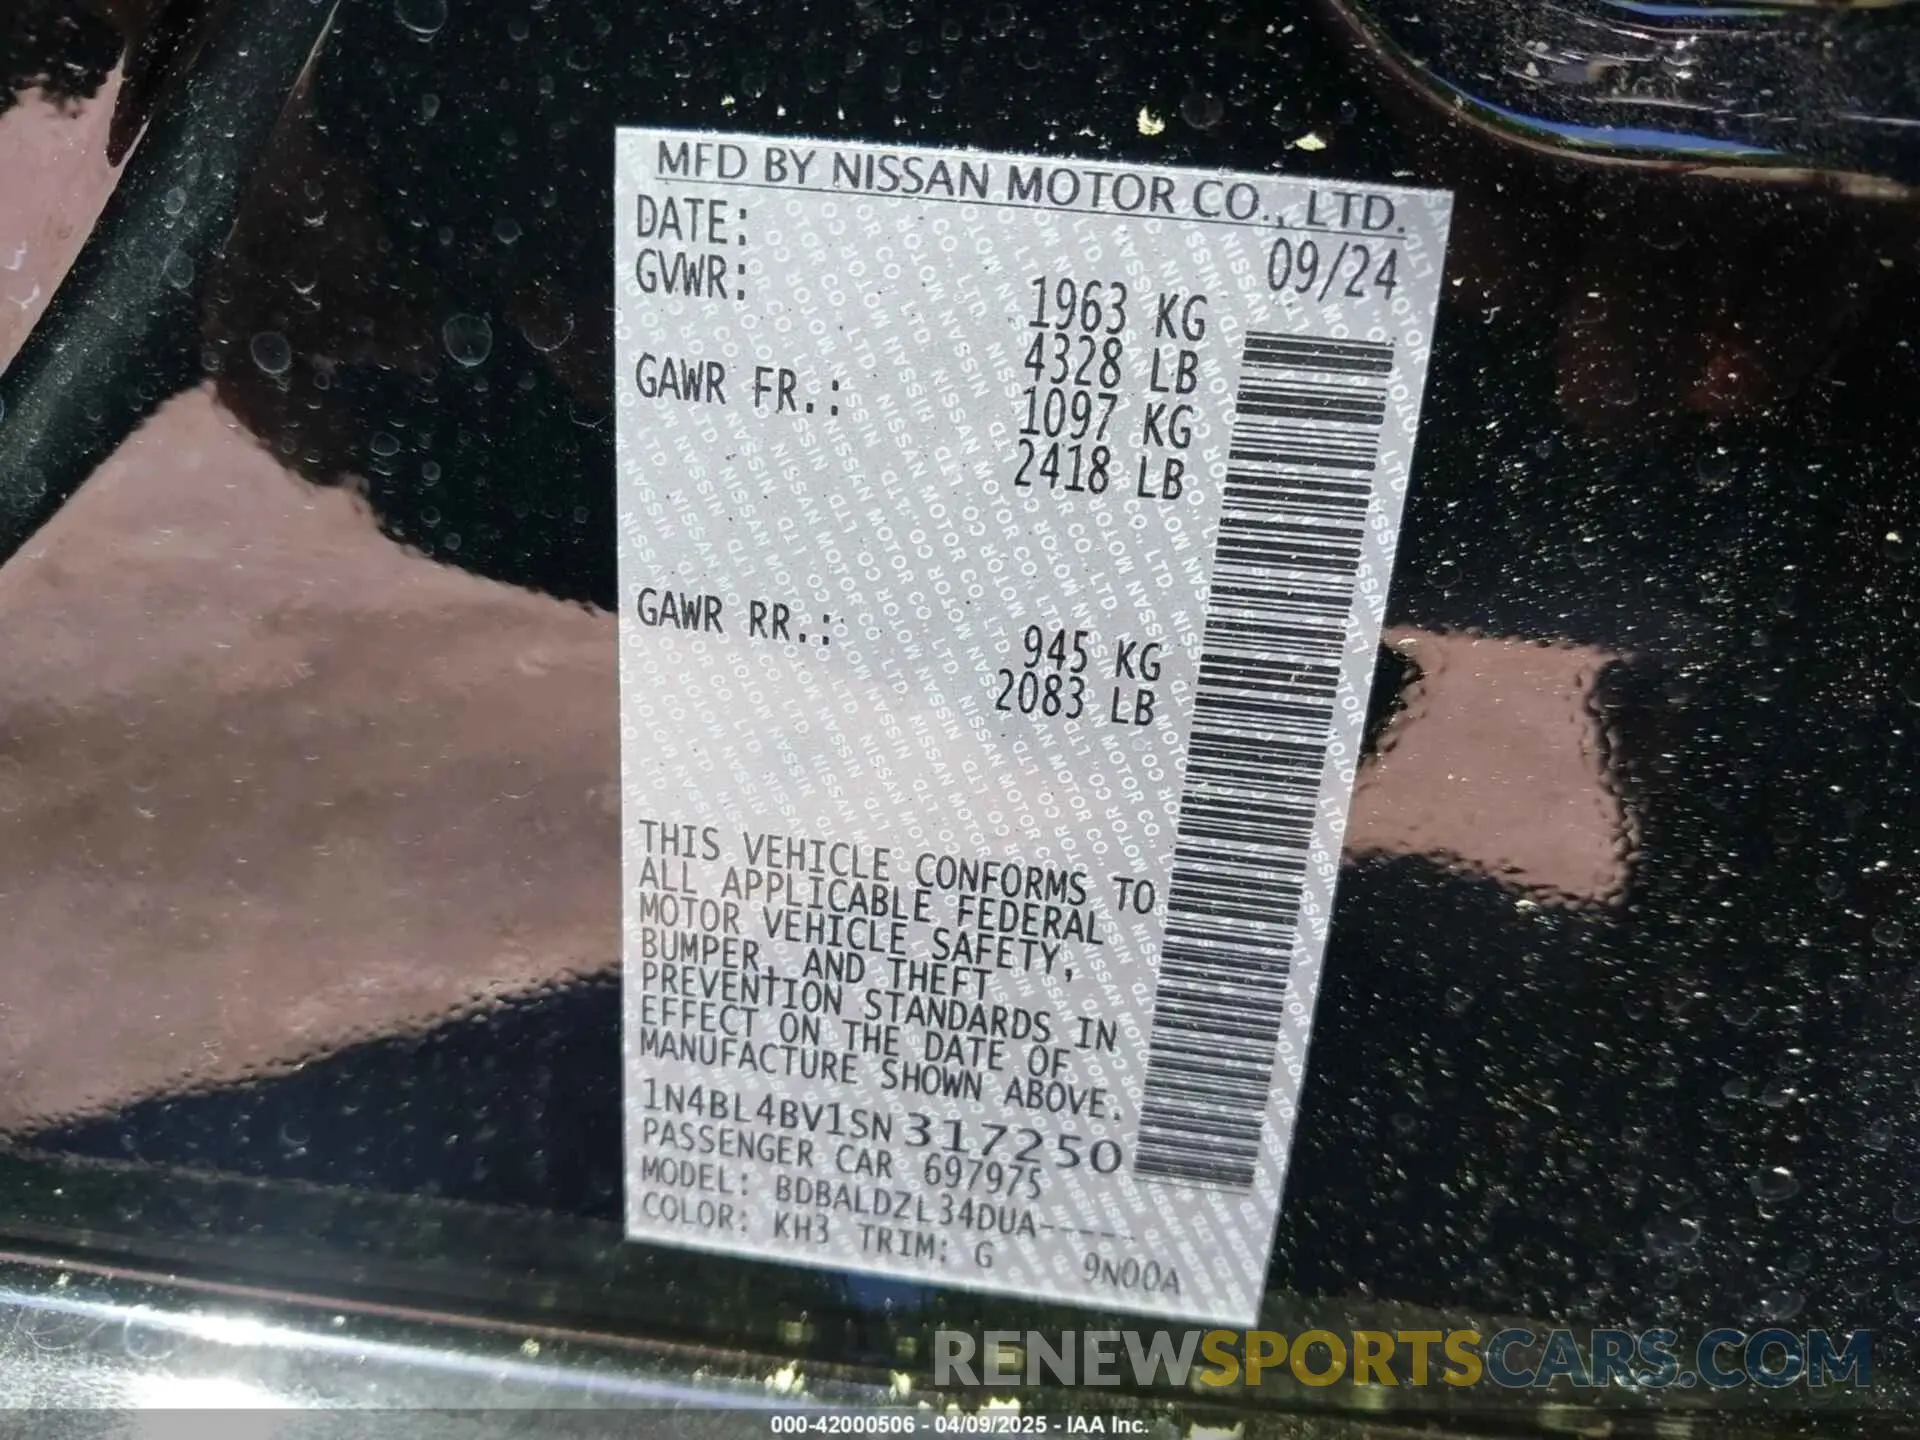 MFD BY NISSAN MOTOR CO., LTD.
DATE: 09/24
GVWR: 1963 KG
4328 LB
GAWR FR.: 1097 KG
2418 LB
GAWR RR.: 945 KG
2083 LB
THIS VEHICLE CONFORMS TO
ALL APPLICABLE FEDERAL
MOTOR VEHICLE SAFETY,
BUMPER, AND THEFT
PREVENTION STANDARDS IN
EFFECT ON THE DATE OF
MANUFACTURE SHOWN ABOVE.
1N4BL4BV1SN317250
PASSENGER CAR 697975
MODEL: BDBALDZL34DUA-----
COLOR: KH3 TRIM: G 9N00A
RENEWSPORTSCARS.COM
000-42000506 - 04/09/2025 - IAA Inc.